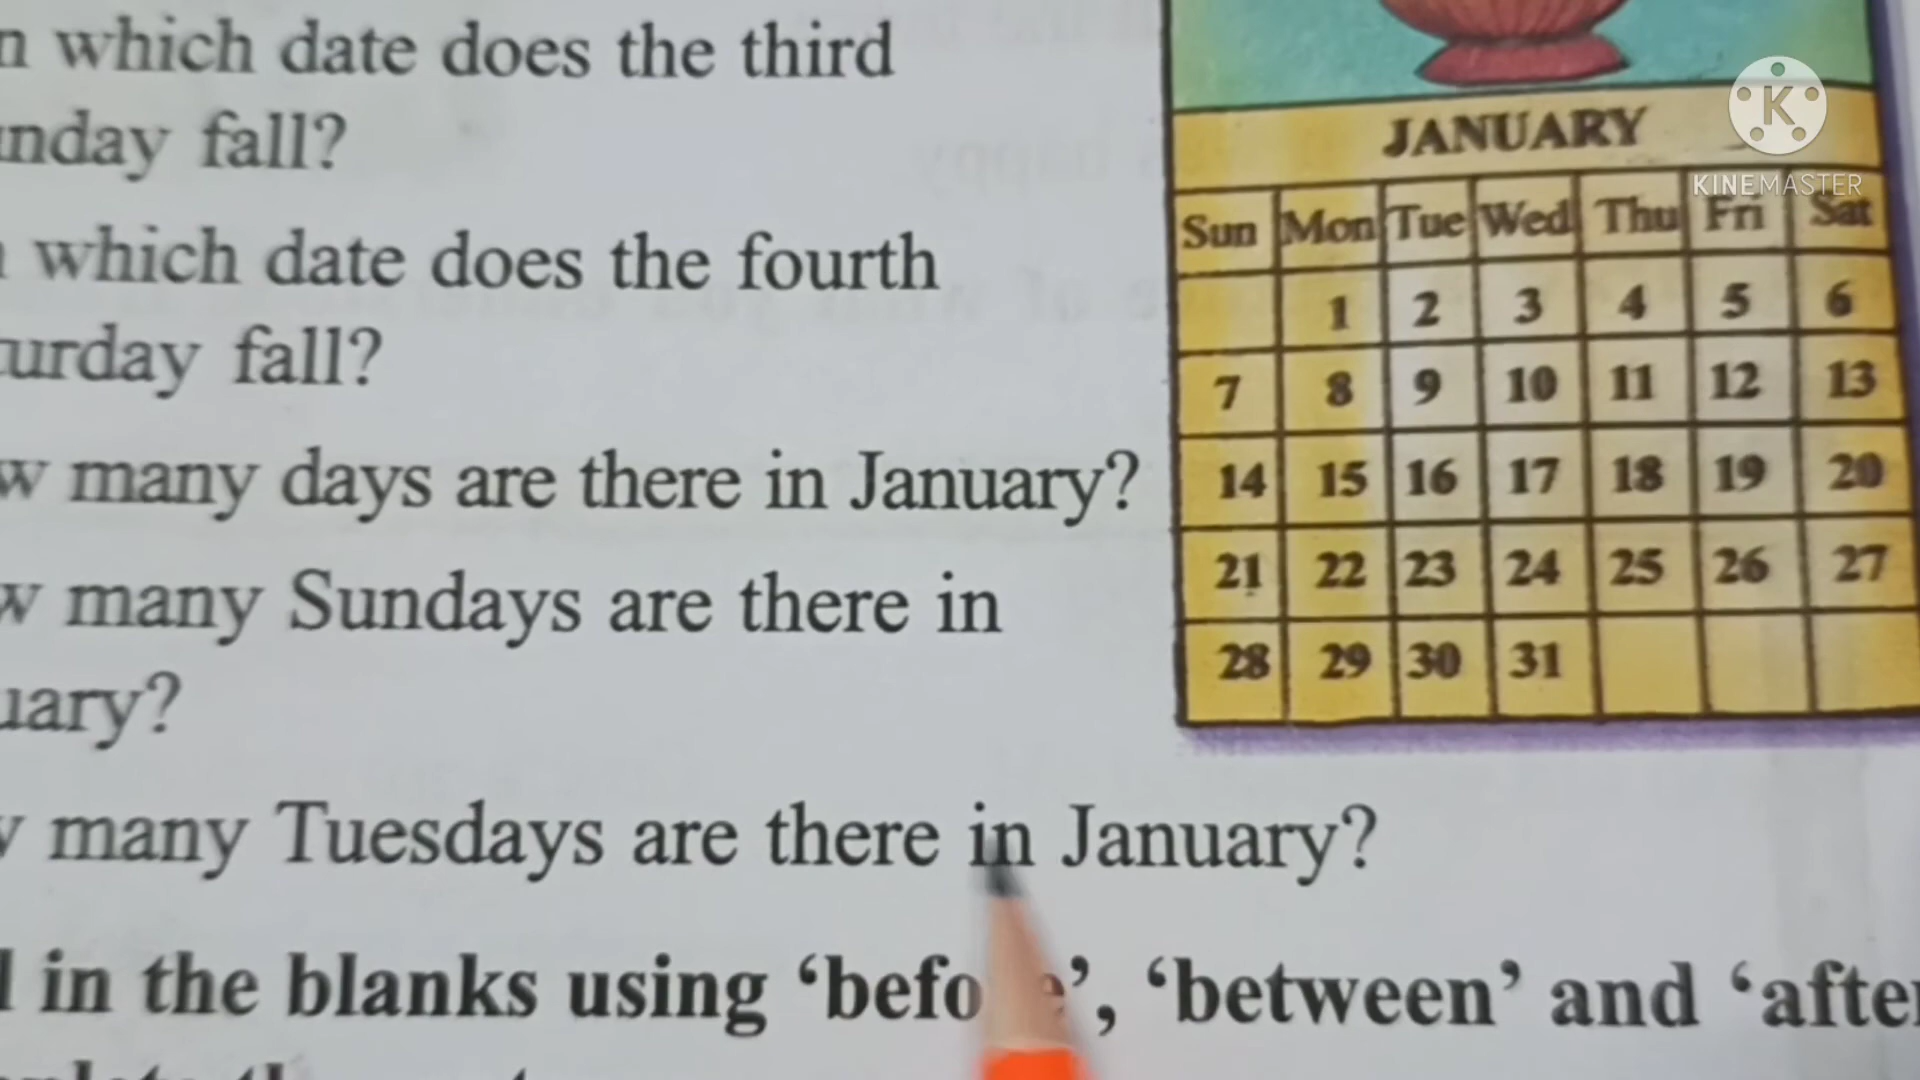 n which date does the third
unday fall?
which date does the fourth
turday fall?
w many days are there in January?
w many Sundays are there in
uary?
many Tuesdays are there in January?
in the blanks using ‘before’, ‘between’ and ‘after
JANUARY
Sun Mon Tue Wed Thu Fri Sat
1 2 3 4 5 6
7 8 9 10 11 12 13
14 15 16 17 18 19 20
21 22 23 24 25 26 27
28 29 30 31
K
KINEMASTER